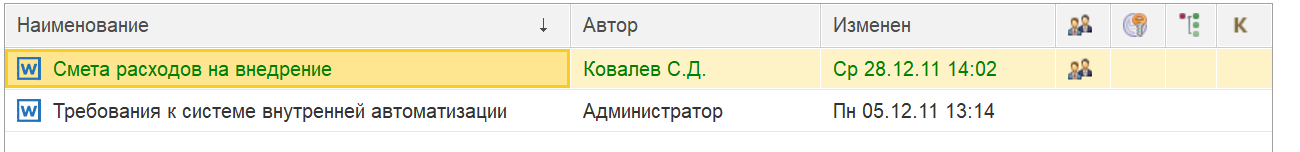 Наименование ↓ Автор Изменен К
W Смета расходов на внедрение Ковалев С.Д. Ср 28.12.11 14:02
W Требования к системе внутренней автоматизации Администратор Пн 05.12.11 13:14